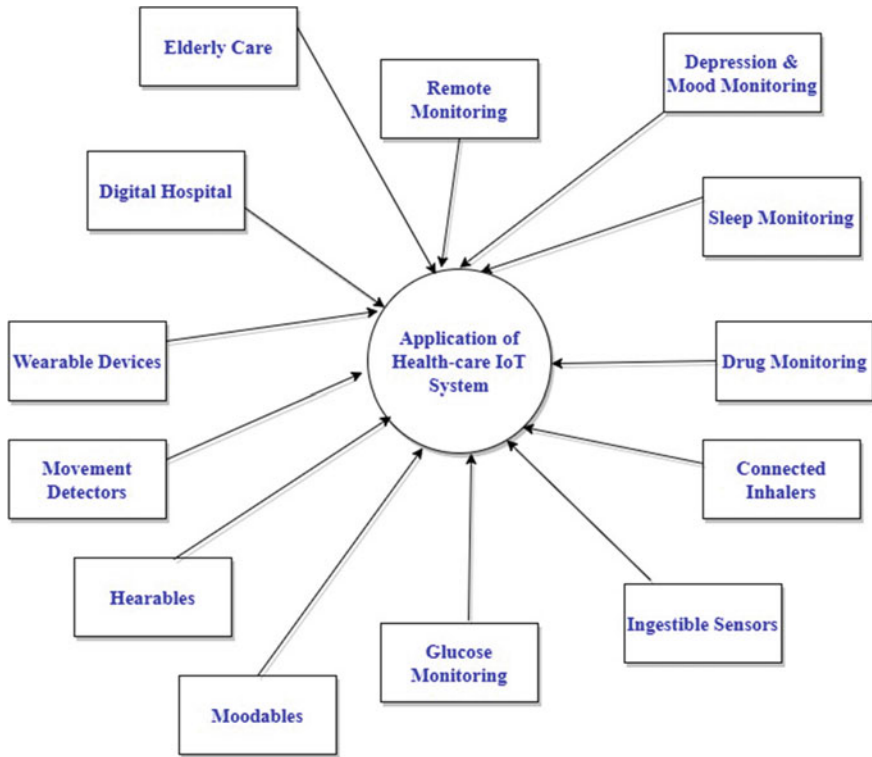 Elderly Care
Remote
Monitoring
Depression &
Mood Monitoring
Digital Hospital
Sleep Monitoring
Application of
Health-care IoT
System
Wearable Devices
Drug Monitoring
Movement
Detectors
Connected
Inhalers
Hearables
Ingestible Sensors
Glucose
Monitoring
Moodables